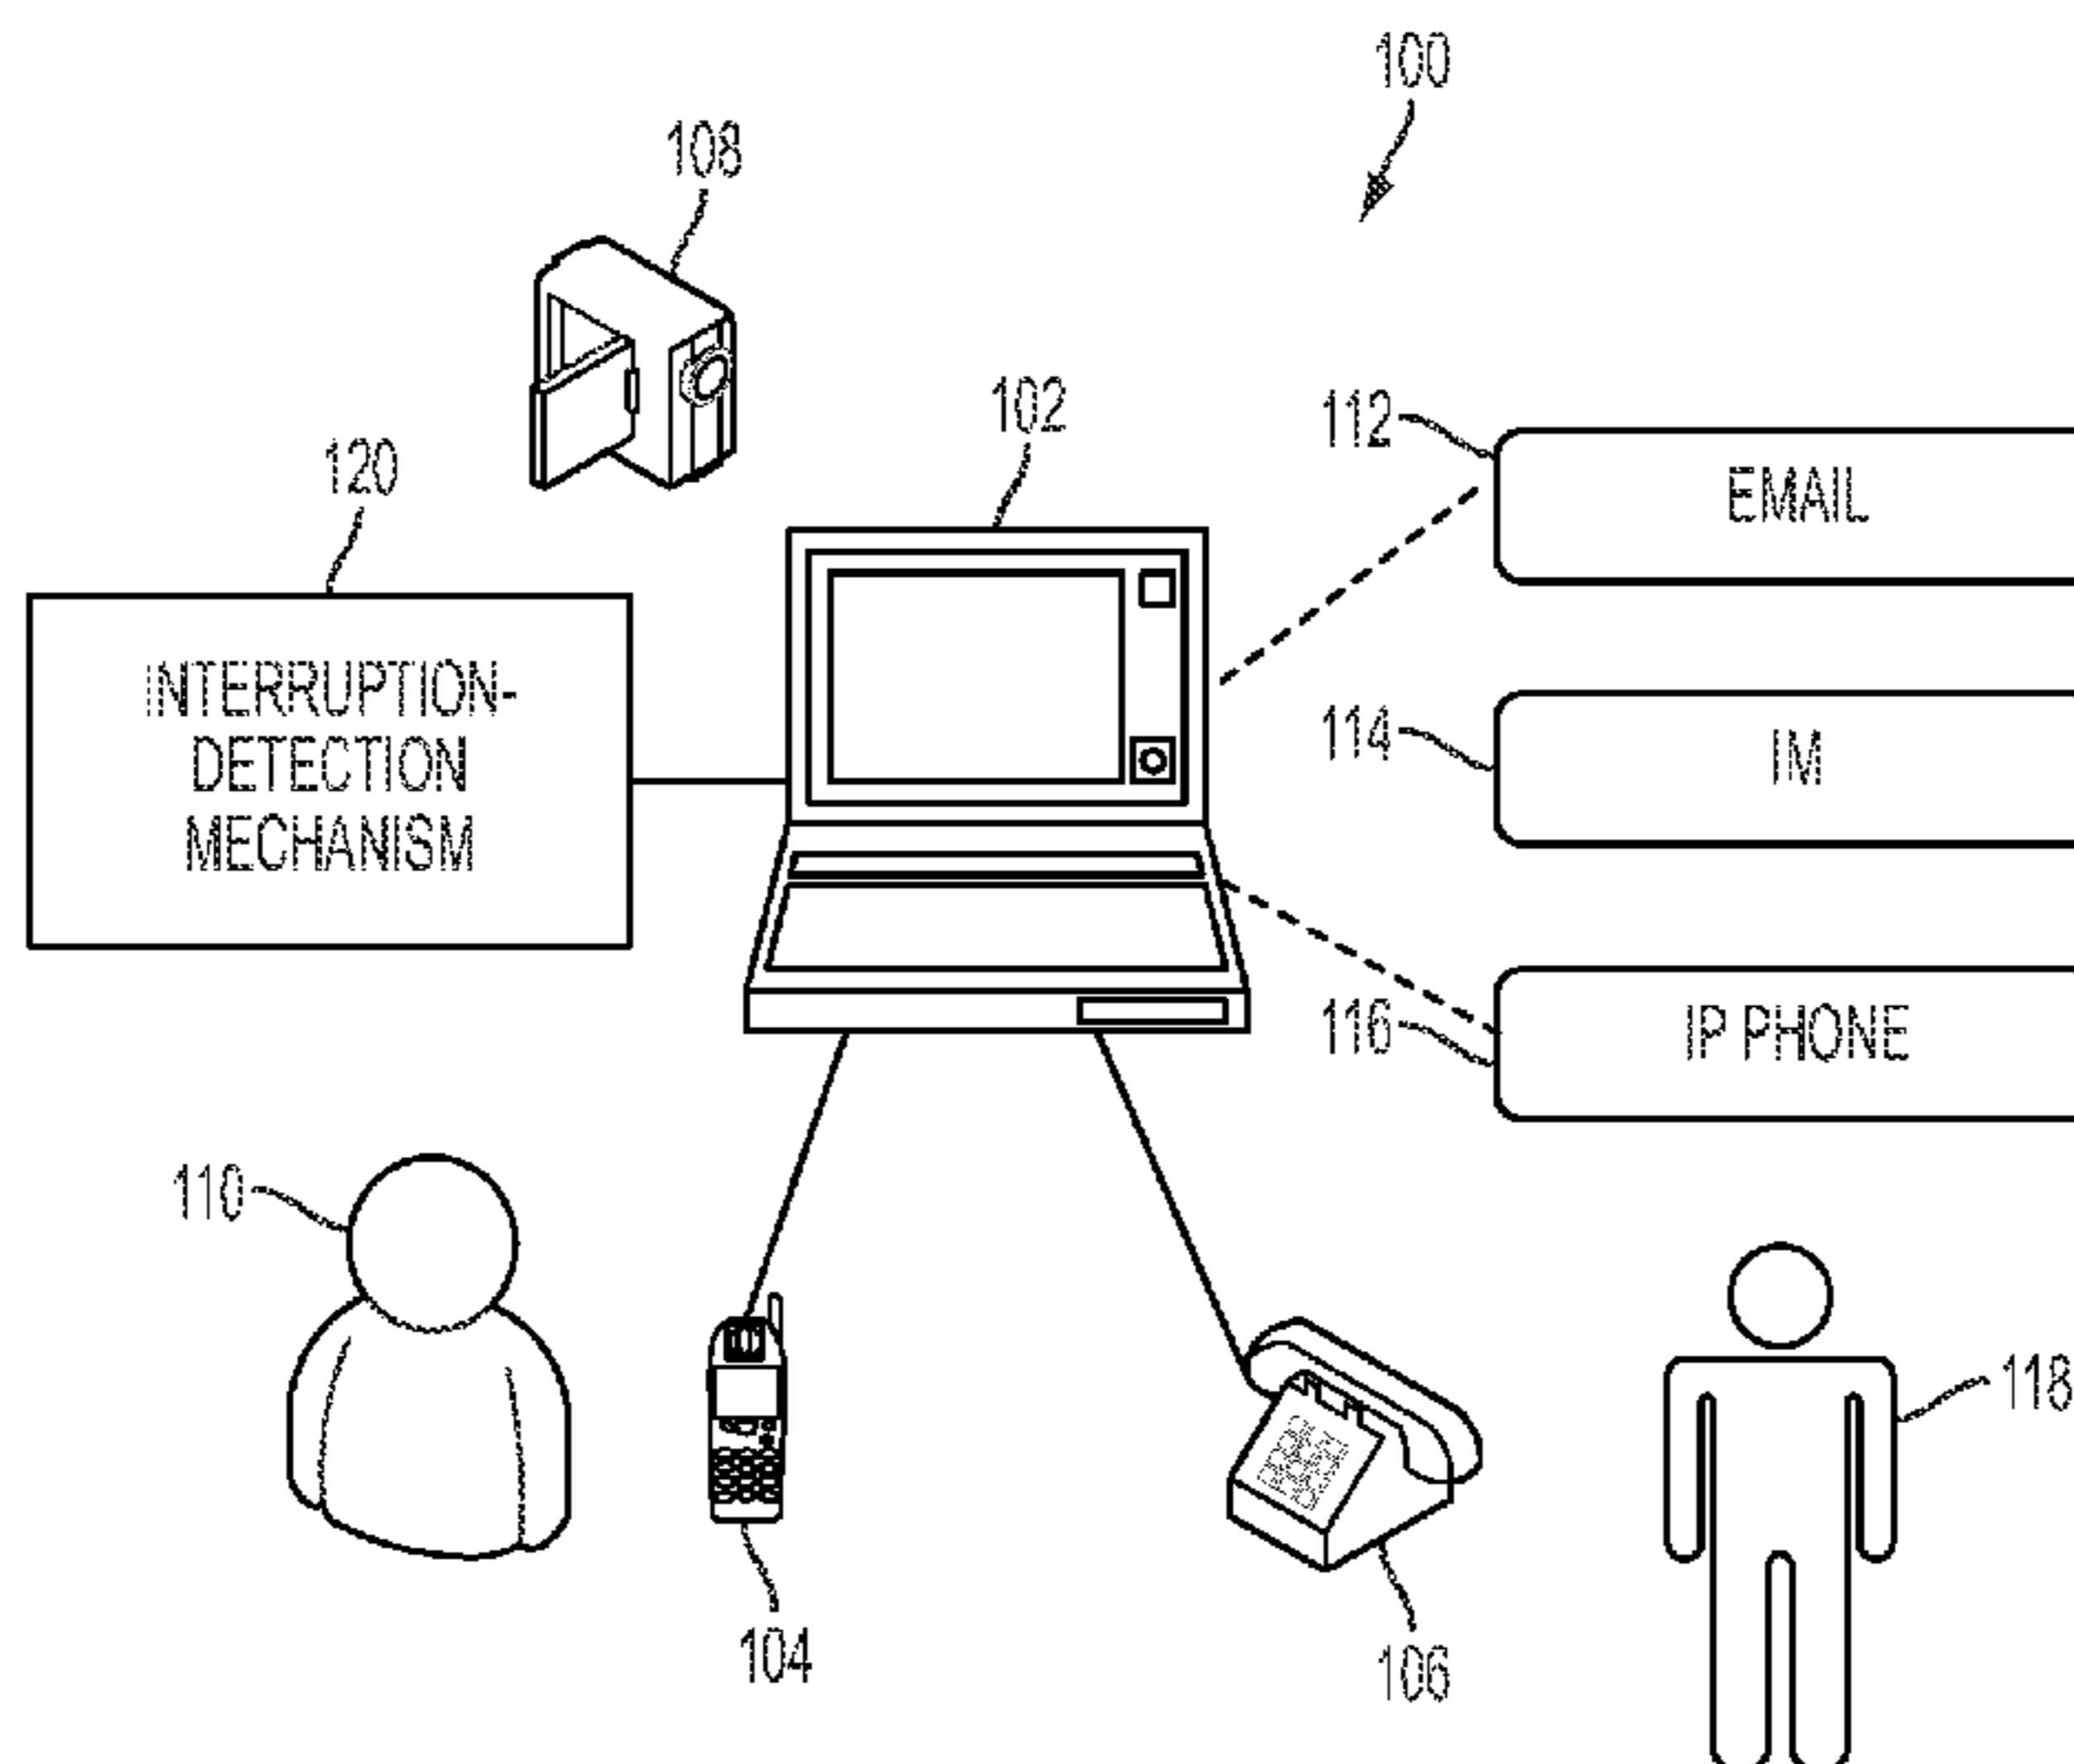 100
108
102
112
EMAIL
120
INTERRUPTION-
DETECTION
MECHANISM
114
IM
116
IP PHONE
110
118
104
106